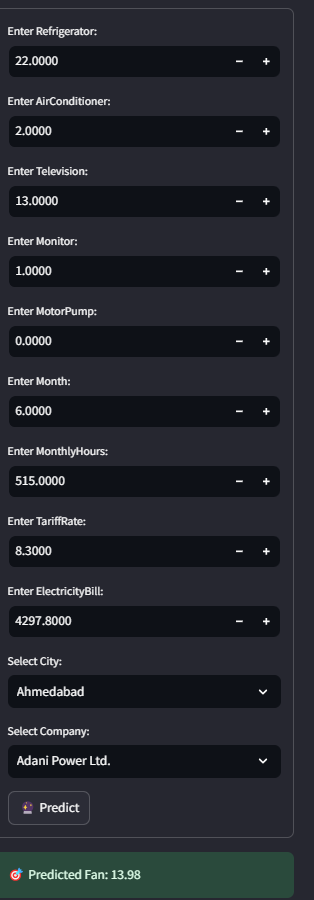 Enter Refrigerator:
22.0000
Enter AirConditioner:
2.0000
Enter Television:
13.0000
Enter Monitor:
1.0000
Enter MotorPump:
0.0000
Enter Month:
6.0000
Enter MonthlyHours:
515.0000
Enter TariffRate:
8.3000
Enter ElectricityBill:
4297.8000
Select City:
Ahmedabad
Select Company:
Adani Power Ltd.
Predict
Predicted Fan: 13.98